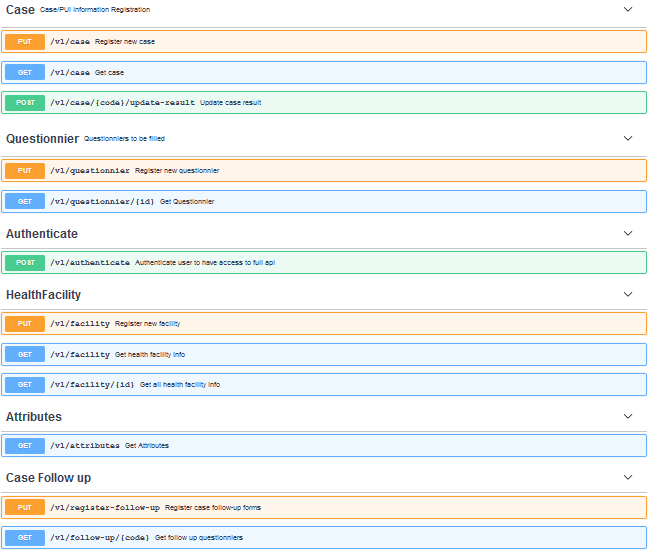 Case Case/PUI Information Registration
PUT /v1/case Register new case
GET /v1/case Get case
POST /v1/case/{code}/update-result Update case result
Questionnier Questionniers to be filled
PUT /v1/questionnier Register new questionnier
GET /v1/questionnier/{id} Get Questionnier
Authenticate
POST /v1/authenticate Authenticate user to have access to full api
HealthFacility
PUT /v1/facility Register new facility
GET /v1/facility Get health facility info
GET /v1/facility/{id} Get all health facility info
Attributes
GET /v1/attributes Get Attributes
Case Follow up
PUT /v1/register-follow-up Register case follow-up forms
GET /v1/follow-up/{code} Get follow up questionniers